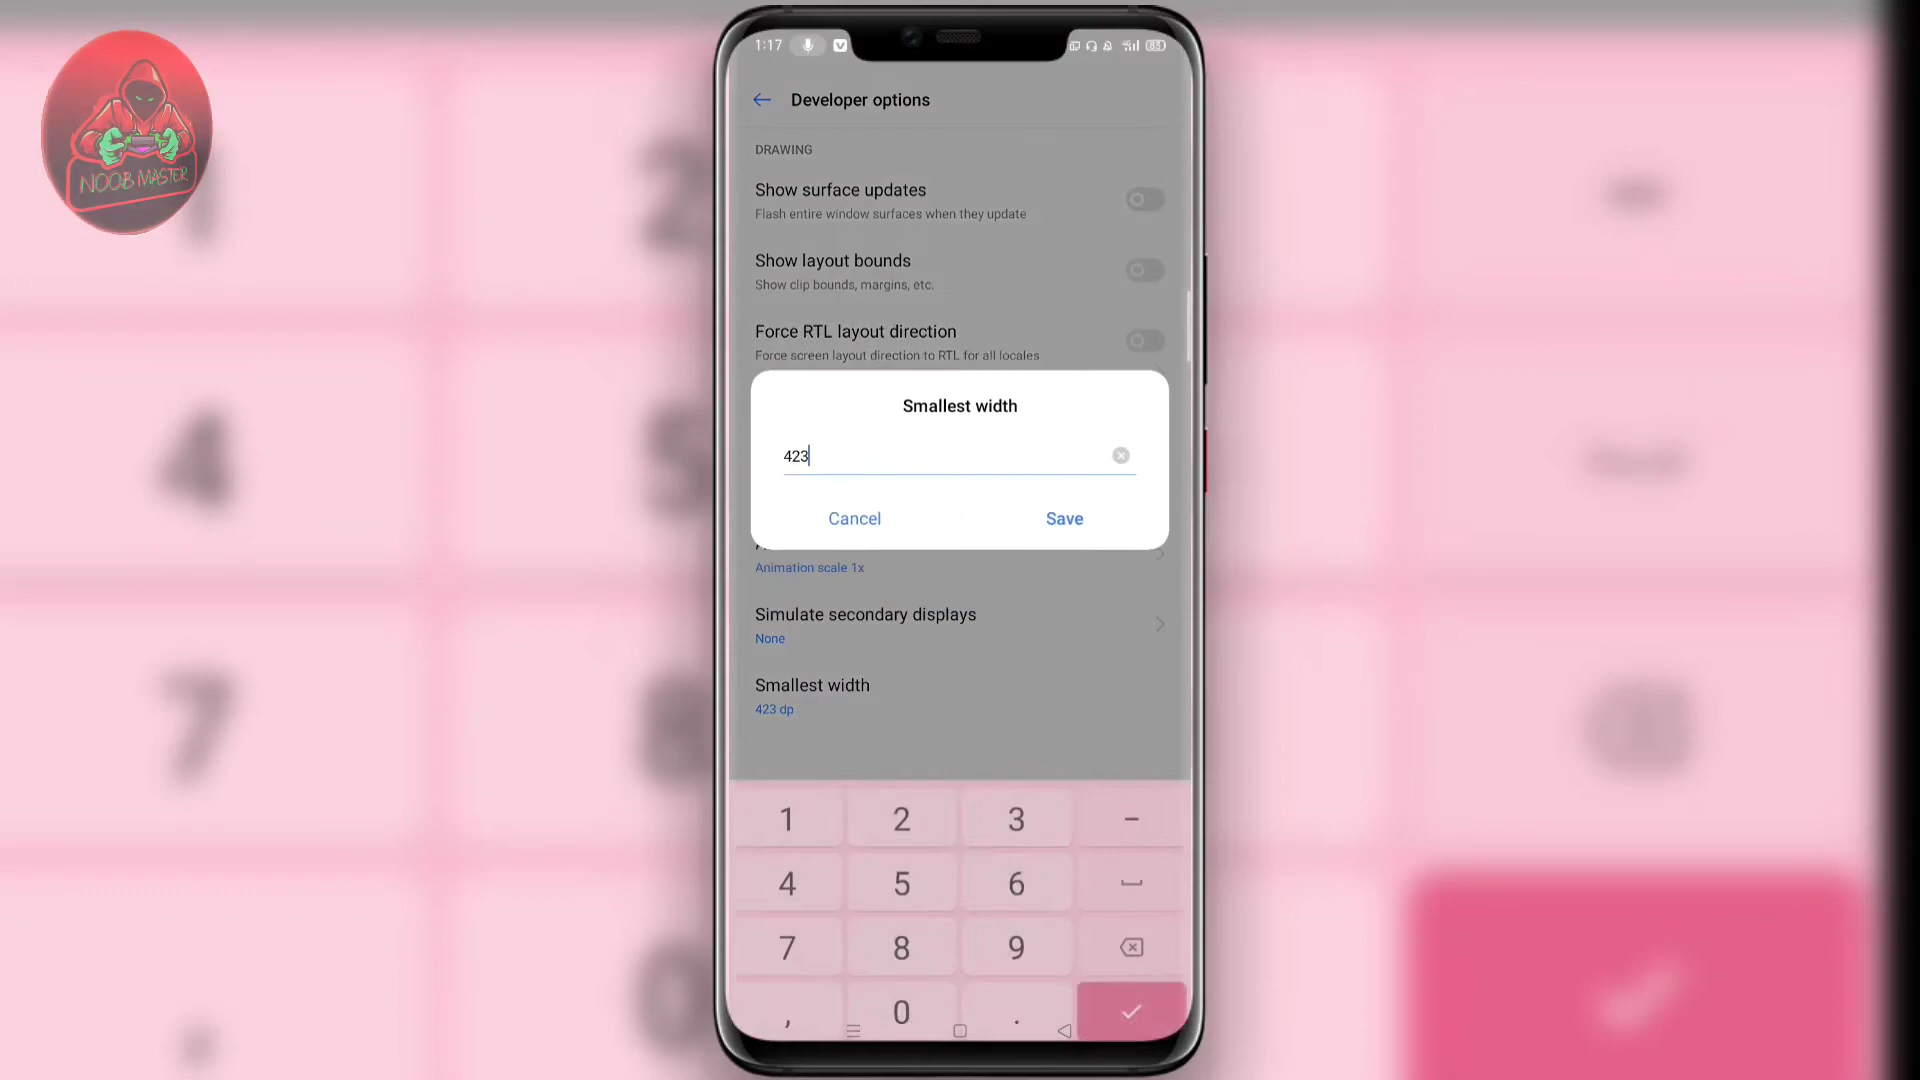 NOOB MASTER
1:17
83
Developer options
DRAWING
Show surface updates
Flash entire window surfaces when they update
Show layout bounds
Show clip bounds, margins, etc.
Force RTL layout direction
Force screen layout direction to RTL for all locales
Smallest width
423
Cancel
Save
Animation scale 1x
Simulate secondary displays
None
Smallest width
423 dp
1 2 3 -
4 5 6
7 8 9
, 0 .